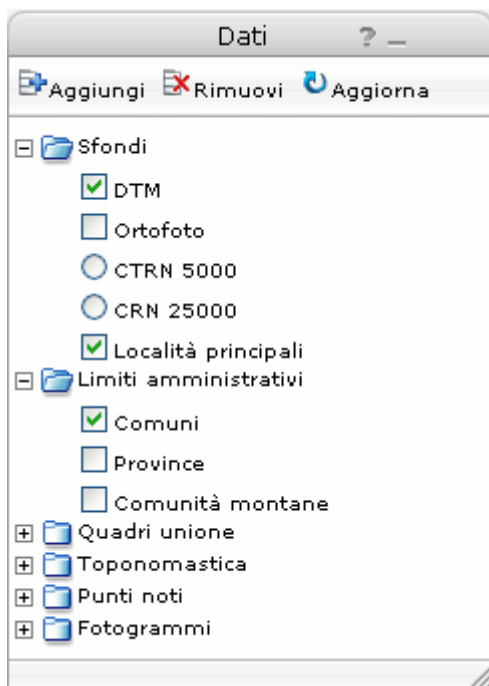 Dati ? _
Aggiungi Rimuovi Aggiorna
Sfondi
DTM
Ortofoto
CTRN 5000
CRN 25000
Località principali
Limiti amministrativi
Comuni
Province
Comunità montane
Quadri unione
Toponomastica
Punti noti
Fotogrammi